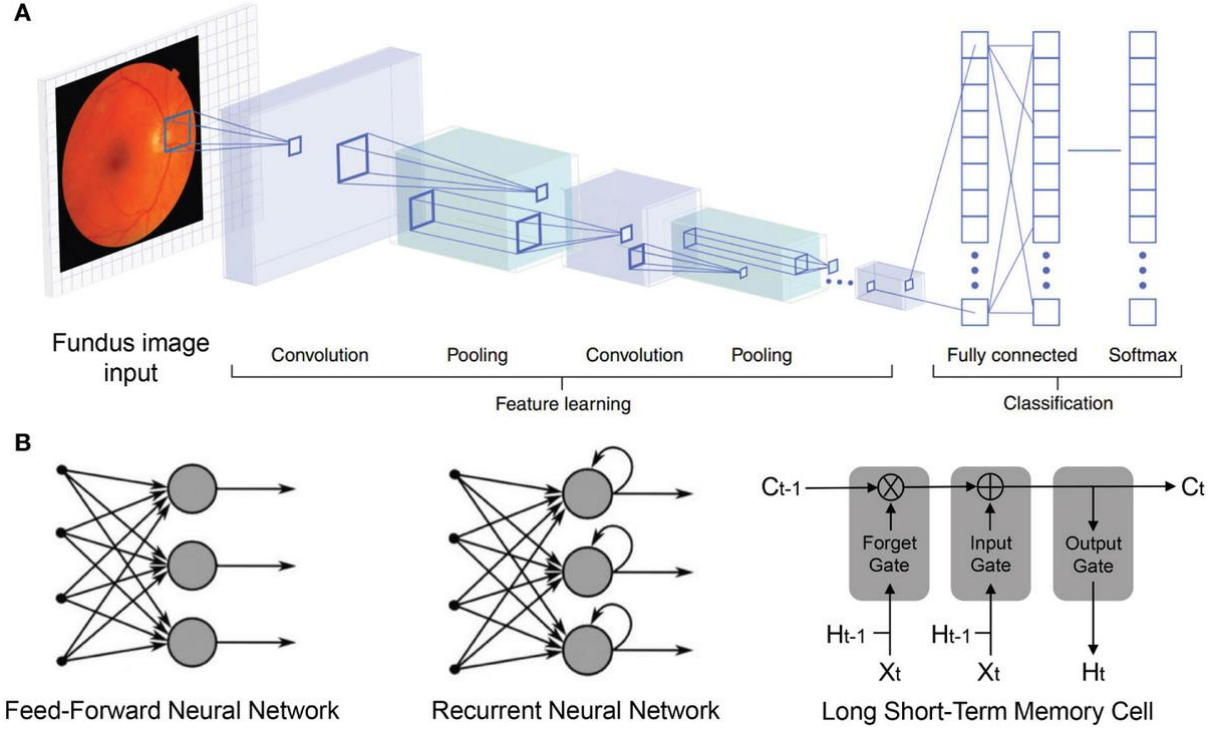 A
Fundus image
input
Convolution
Pooling
Convolution
Pooling
Fully connected
Softmax
Feature learning
Classification
B
Ct-1
Ct
Forget
Gate
Input
Gate
Output
Gate
Ht-1
Ht-1
Xt
Xt
Ht
Feed-Forward Neural Network
Recurrent Neural Network
Long Short-Term Memory Cell